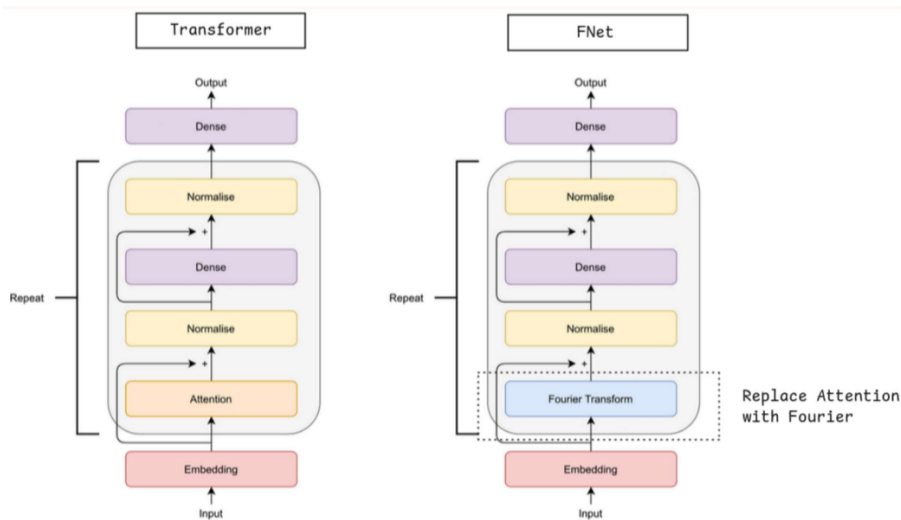 Transformer
Output
Dense
Normalise
+
Dense
Repeat
Normalise
+
Attention
Embedding
Input
FNet
Output
Dense
Normalise
+
Dense
Repeat
Normalise
+
Fourier Transform
Replace Attention
with Fourier
Embedding
Input